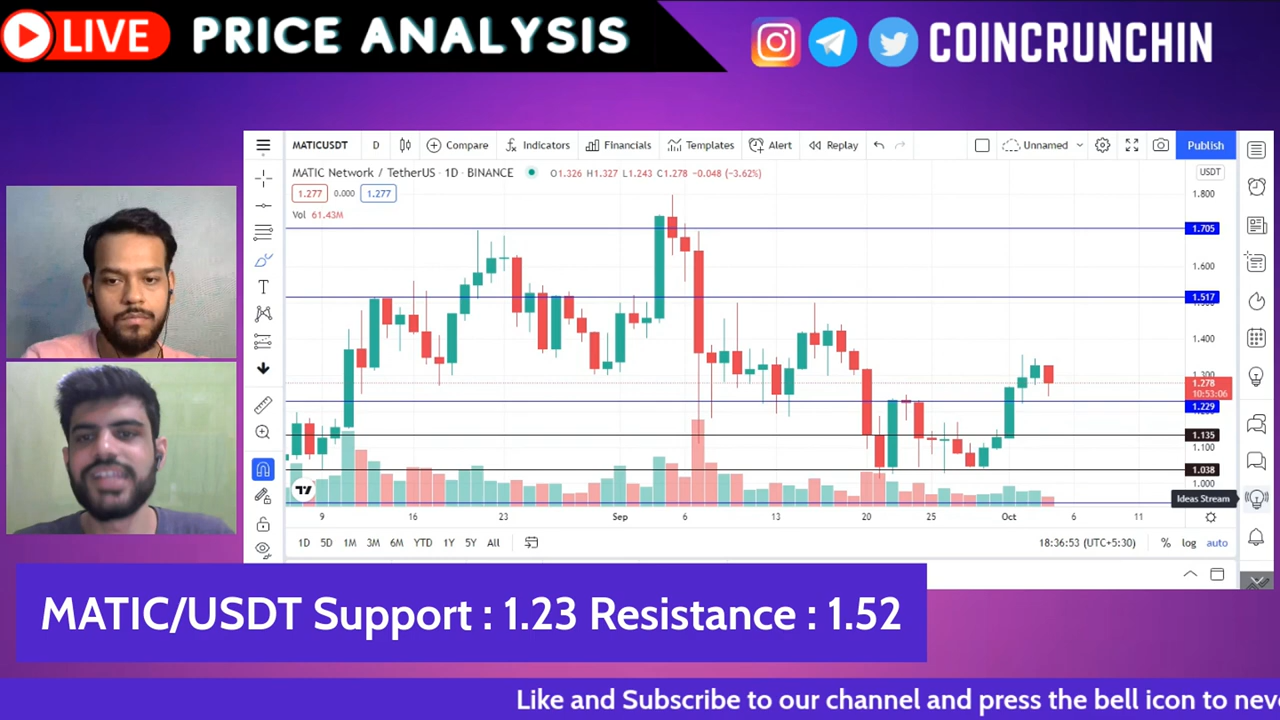 LIVE PRICE ANALYSIS COINCRUNCHIN
MATICUSDT D Compare Indicators Financials Templates Alert Replay Unnamed Publish
MATIC Network / TetherUS · 1D · BINANCE O1.326 H1.327 L1.243 C1.278 −0.048 (−3.62%) USDT
1.277 0.000 1.277
Vol 61.43M
1.800
1.705
1.600
1.517
1.400
1.300
1.278
10:53:06
1.229
1.135
1.100
1.038
1.000
Ideas Stream
9 16 23 Sep 6 13 20 25 Oct 6 11
1D 5D 1M 3M 6M YTD 1Y 5Y All 18:36:53 (UTC+5:30) % log auto
MATIC/USDT Support : 1.23 Resistance : 1.52
Like and Subscribe to our channel and press the bell icon to nev